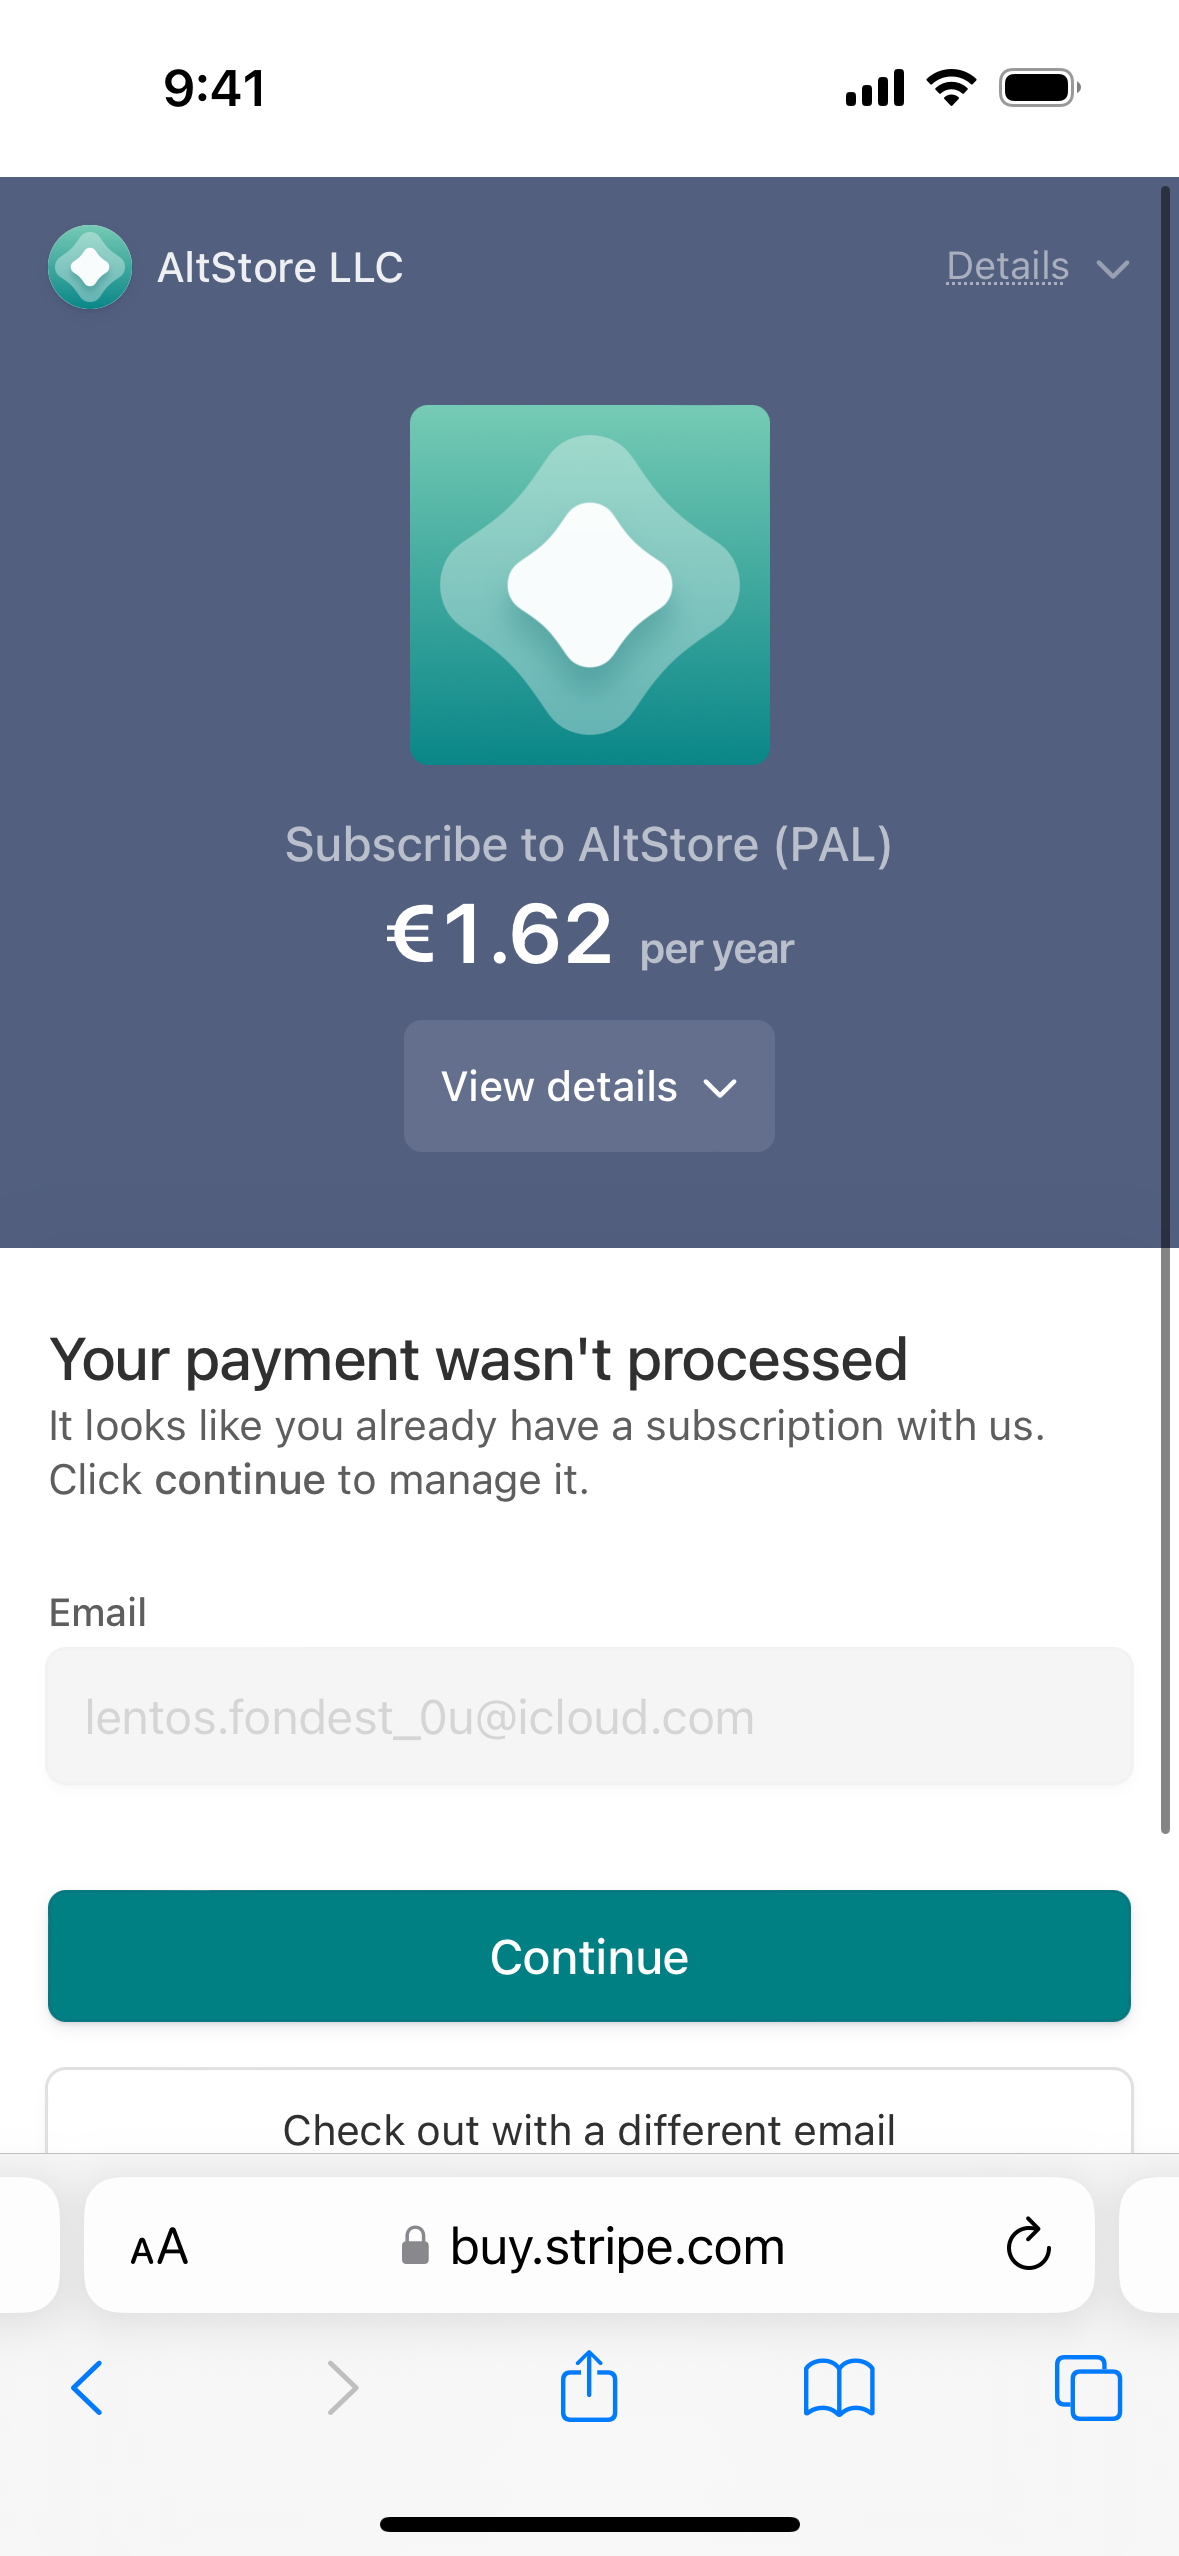 9:41
AltStore LLC
Details
Subscribe to AltStore (PAL)
€1.62 per year
View details
Your payment wasn't processed
It looks like you already have a subscription with us.
Click continue to manage it.
Email
lentos.fondest_0u@icloud.com
Continue
Check out with a different email
AA buy.stripe.com